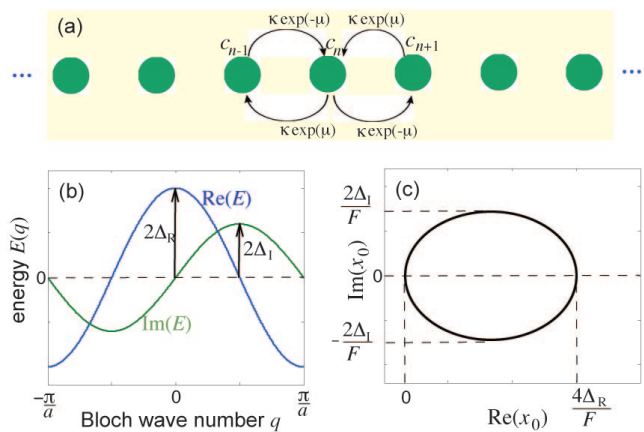 (a)
κ exp(-μ) κ exp(μ)
c_{n-1} c_n c_{n+1}
... ...
κ exp(μ) κ exp(-μ)
(b)
energy E(q)
Re(E)
2Δ_R
2Δ_I
0
Im(E)
-π/a 0 π/a
Bloch wave number q
(c)
2Δ_I/F
Im(x_0)
0
-2Δ_I/F
0 4Δ_R/F
Re(x_0)